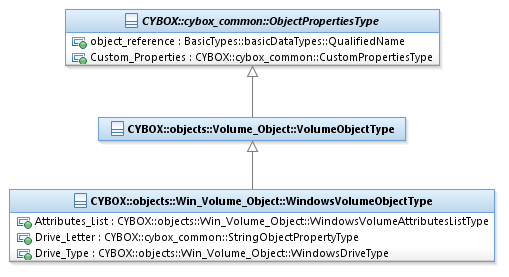 CYBOX::cybox_common::ObjectPropertiesType
object_reference : BasicTypes::basicDataTypes::QualifiedName
Custom_Properties : CYBOX::cybox_common::CustomPropertiesType
CYBOX::objects::Volume_Object::VolumeObjectType
CYBOX::objects::Win_Volume_Object::WindowsVolumeObjectType
Attributes_List : CYBOX::objects::Win_Volume_Object::WindowsVolumeAttributesListType
Drive_Letter : CYBOX::cybox_common::StringObjectPropertyType
Drive_Type : CYBOX::objects::Win_Volume_Object::WindowsDriveType